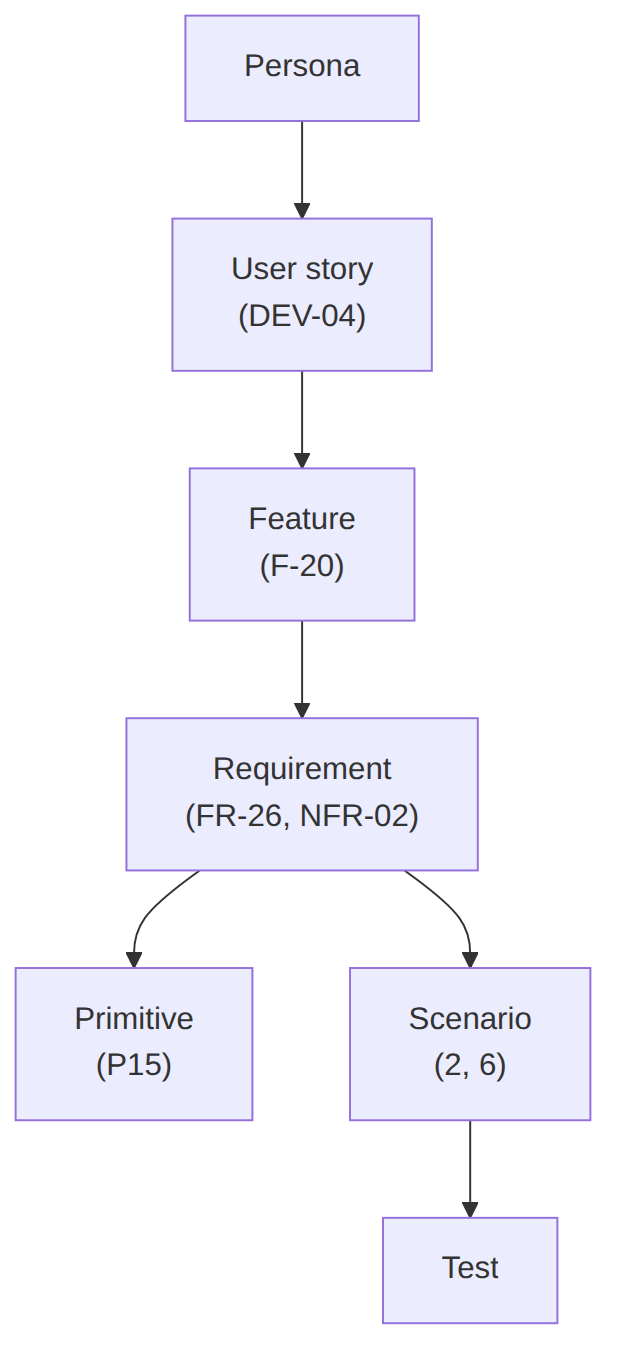 Persona
User story
(DEV-04)
Feature
(F-20)
Requirement
(FR-26, NFR-02)
Primitive
(P15)
Scenario
(2, 6)
Test